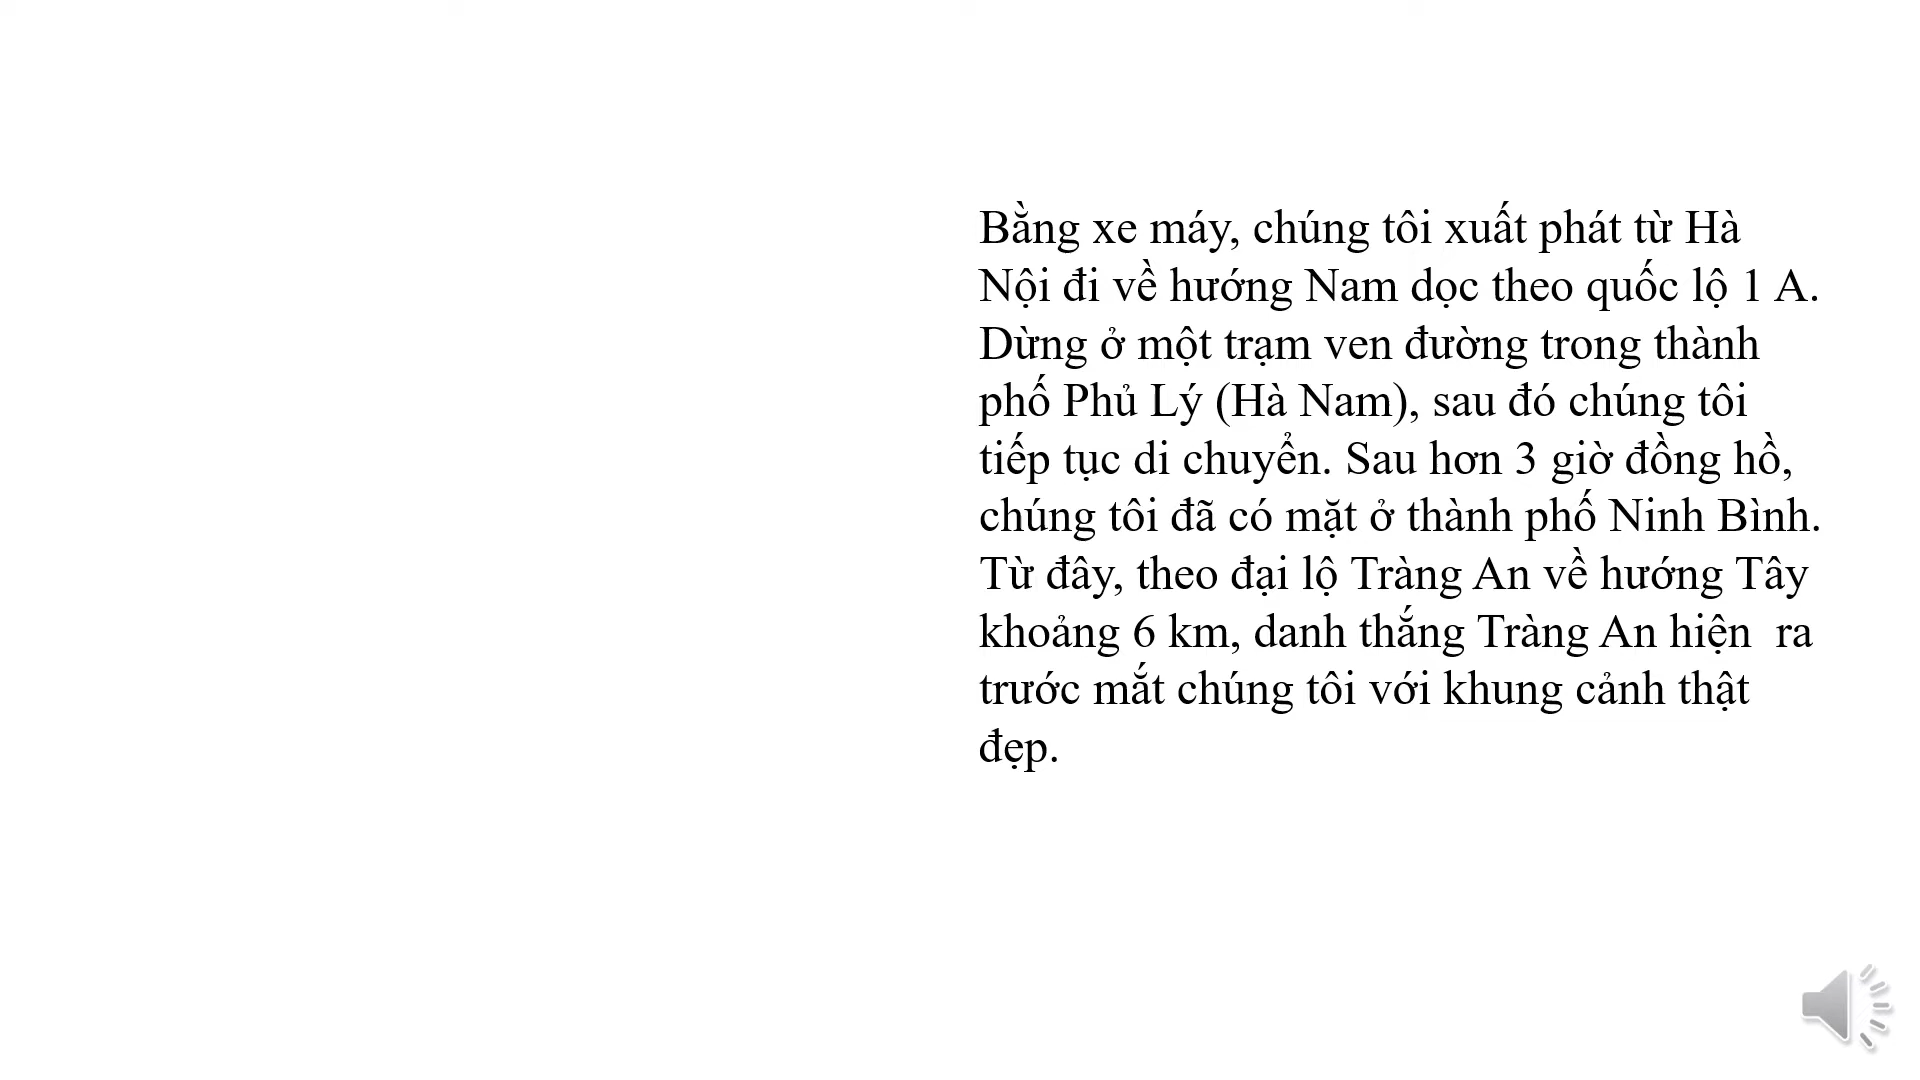 Bằng xe máy, chúng tôi xuất phát từ Hà
Nội đi về hướng Nam dọc theo quốc lộ 1 A.
Dừng ở một trạm ven đường trong thành
phố Phủ Lý (Hà Nam), sau đó chúng tôi
tiếp tục di chuyển. Sau hơn 3 giờ đồng hồ,
chúng tôi đã có mặt ở thành phố Ninh Bình.
Từ đây, theo đại lộ Tràng An về hướng Tây
khoảng 6 km, danh thắng Tràng An hiện  ra
trước mắt chúng tôi với khung cảnh thật
đẹp.